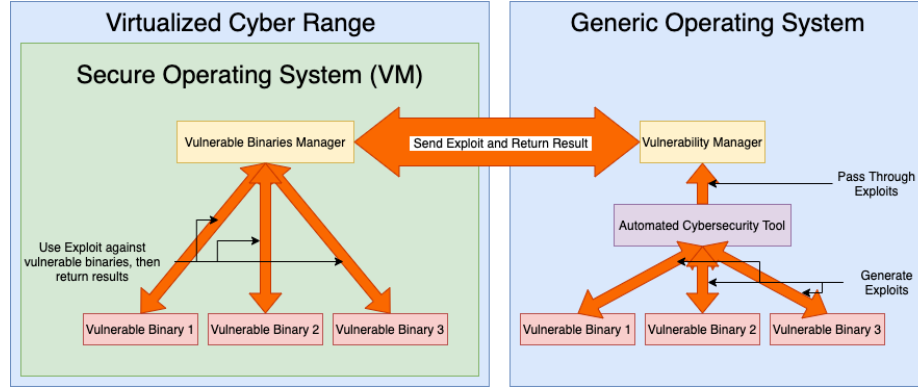 Virtualized Cyber Range
Secure Operating System (VM)
Vulnerable Binaries Manager
Use Exploit against
vulnerable binaries, then
return results
Vulnerable Binary 1
Vulnerable Binary 2
Vulnerable Binary 3
Send Exploit and Return Result
Generic Operating System
Vulnerability Manager
Pass Through
Exploits
Automated Cybersecurity Tool
Generate
Exploits
Vulnerable Binary 1
Vulnerable Binary 2
Vulnerable Binary 3